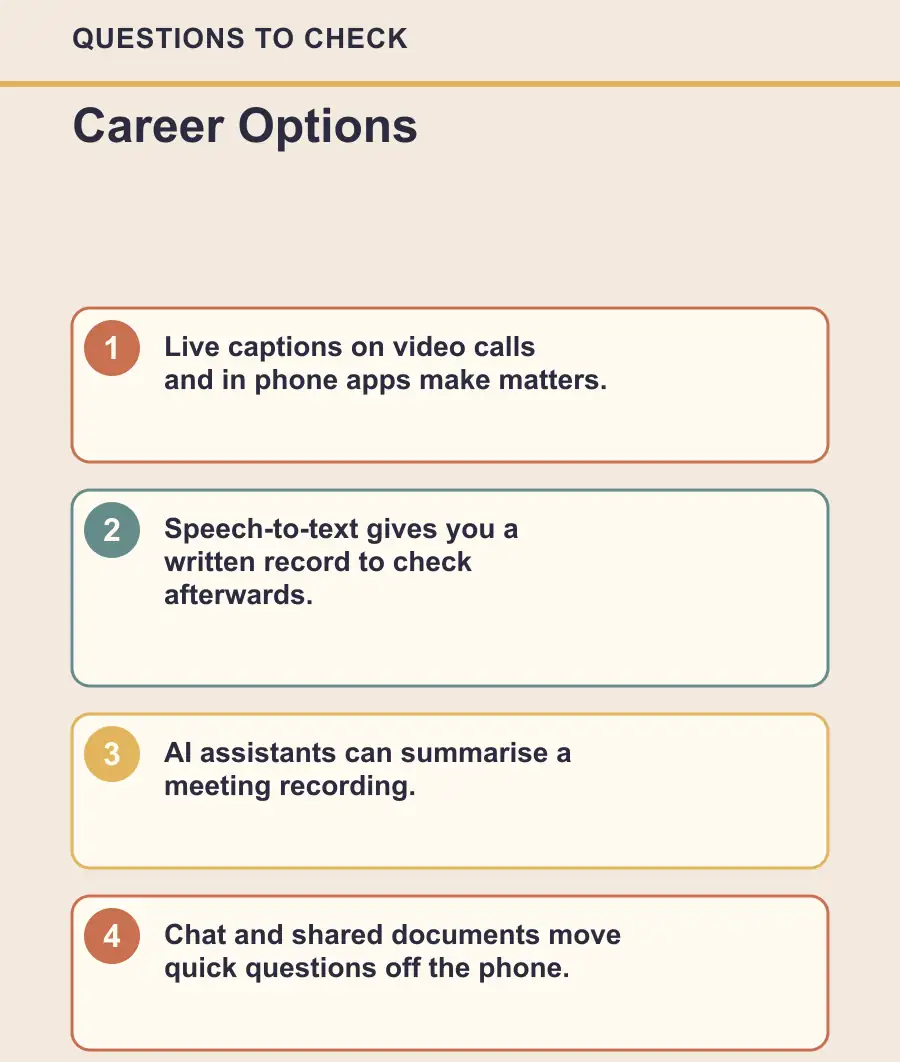 QUESTIONS TO CHECK
Career Options
1
Live captions on video calls
and in phone apps make matters.
2
Speech-to-text gives you a
written record to check
afterwards.
3
AI assistants can summarise a
meeting recording.
4
Chat and shared documents move
quick questions off the phone.